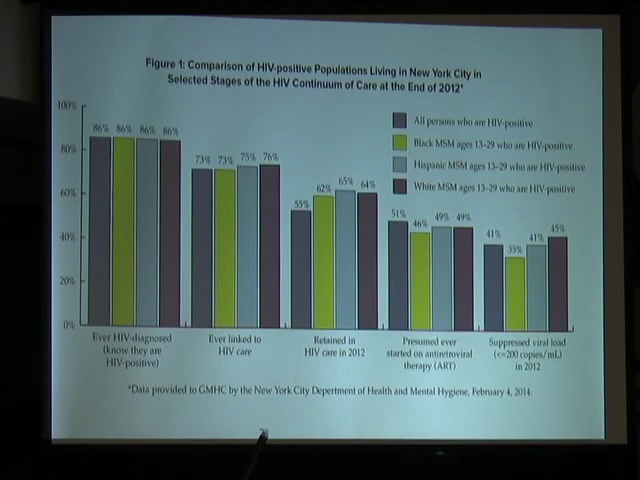 Figure 1: Comparison of HIV-positive Populations Living in New York City in
Selected Stages of the HIV Continuum of Care at the End of 2012*
100%
80%
60%
40%
20%
0%
All persons who are HIV-positive
Black MSM ages 13-29 who are HIV-positive
Hispanic MSM ages 13-29 who are HIV-positive
White MSM ages 13-29 who are HIV-positive
86% 86% 86% 86%
73% 73% 75% 76%
55% 62% 65% 64%
51% 46% 49% 49%
41% 35% 41% 45%
Ever HIV-diagnosed
(know they are
HIV-positive)
Ever linked to
HIV care
Retained in
HIV care in 2012
Presumed ever
started on antiretroviral
therapy (ART)
Suppressed viral load
(<=200 copies/mL)
in 2012
*Data provided to GMHC by the New York City Department of Health and Mental Hygiene, February 4, 2014.